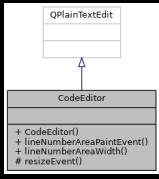 QPlainTextEdit
CodeEditor
+ CodeEditor()
+ lineNumberAreaPaintEvent()
+ lineNumberAreaWidth()
# resizeEvent()